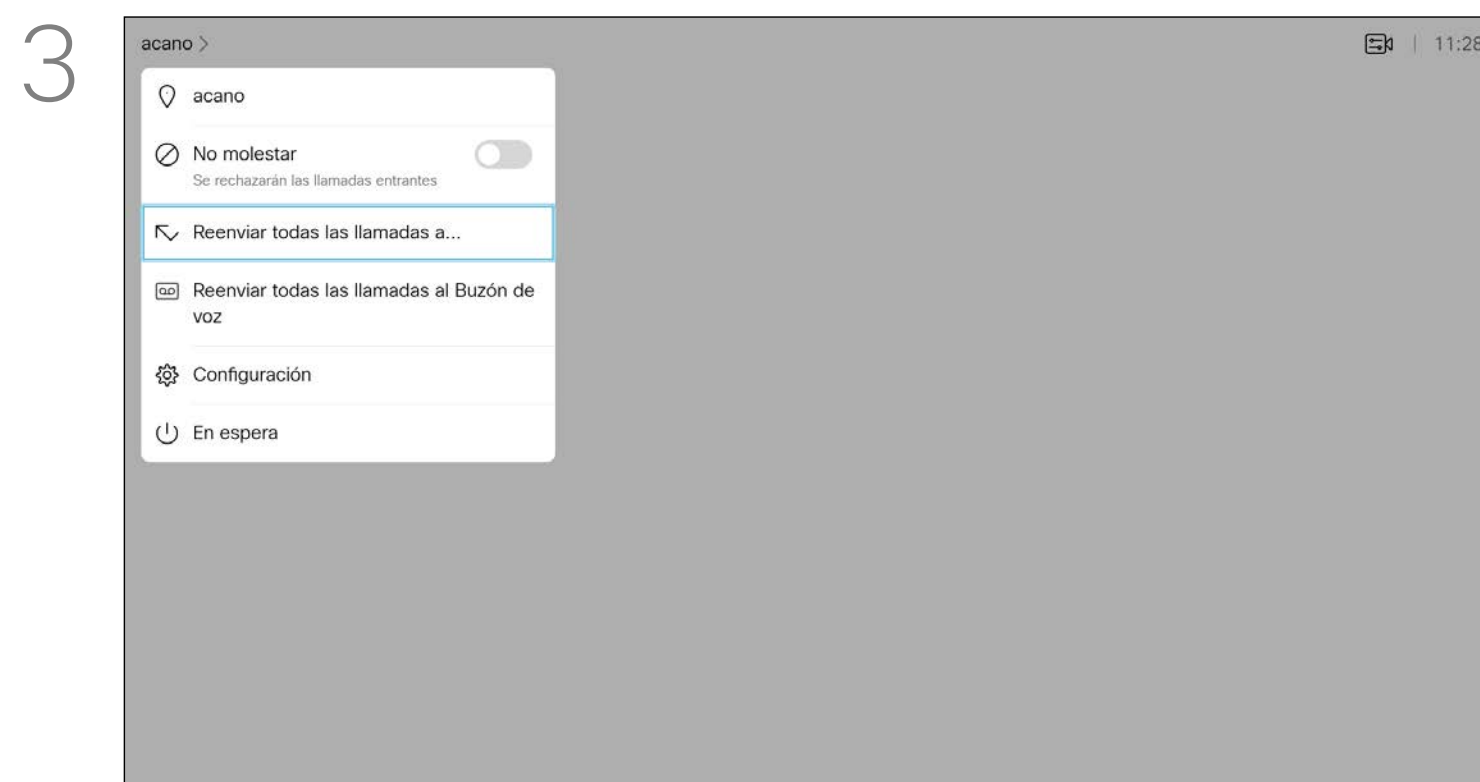 3
acano >
11:28
acano
No molestar
Se rechazarán las llamadas entrantes
Reenviar todas las llamadas a...
Reenviar todas las llamadas al Buzón de
voz
Configuración
En espera